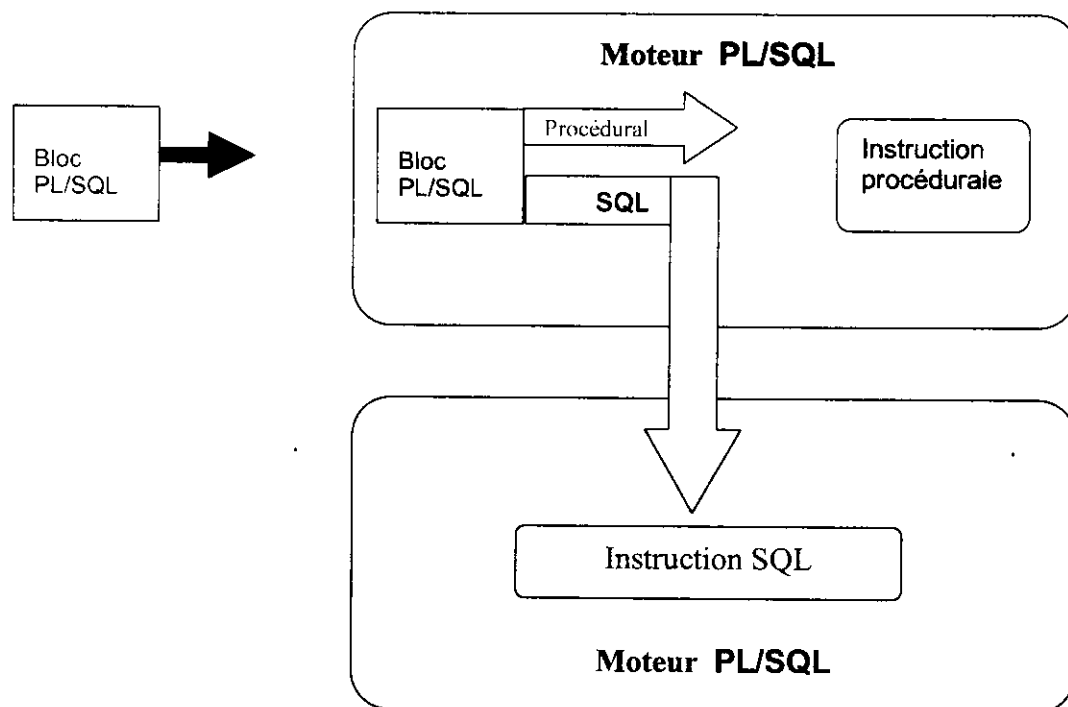 Moteur PL/SQL
Bloc
PL/SQL
Bloc
PL/SQL
Procédural
SQL
Instruction
procédurale
Instruction SQL
Moteur PL/SQL